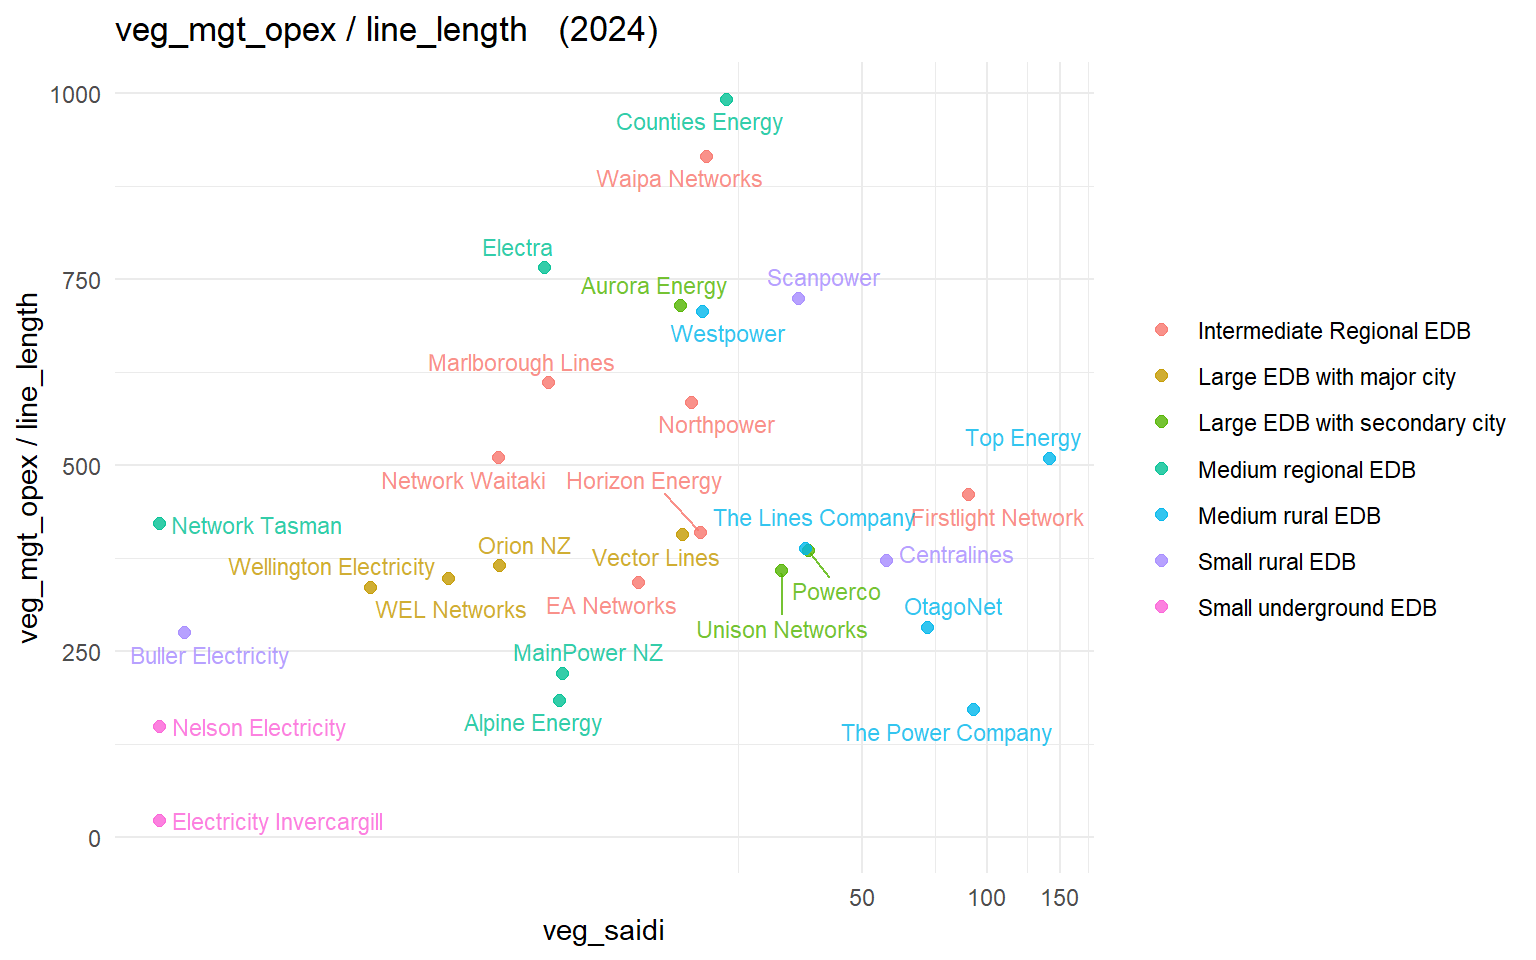 veg_mgt_opex / line_length (2024)
1000
Counties Energy
Waipa Networks
Electra
750
Scanpower
Aurora Energy
Westpower
Marlborough Lines
Northpower
Top Energy
500
Network Waitaki
Horizon Energy
The Lines Company
Firstlight Network
Network Tasman
Orion NZ
Vector Lines
Centralines
Wellington Electricity
Powerco
WEL Networks
EA Networks
OtagoNet
Unison Networks
250
Buller Electricity
MainPower NZ
Nelson Electricity
Alpine Energy
The Power Company
Electricity Invercargill
0
50
100
150
veg_saidi
veg_mgt_opex / line_length
Intermediate Regional EDB
Large EDB with major city
Large EDB with secondary city
Medium regional EDB
Medium rural EDB
Small rural EDB
Small underground EDB